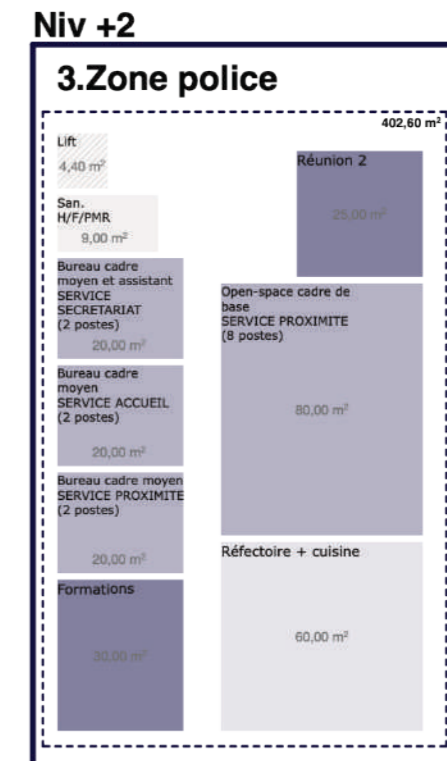 Niv +2
3.Zone police
402,60 m²
Lift
4,40 m²
San.
H/F/PMR
9,00 m²
Bureau cadre
moyen et assistant
SERVICE
SECRETARIAT
(2 postes)
20,00 m²
Bureau cadre
moyen
SERVICE ACCUEIL
(2 postes)
20,00 m²
Bureau cadre moyen
SERVICE PROXIMITE
(2 postes)
20,00 m²
Formations
30,00 m²
Réunion 2
25,00 m²
Open-space cadre de
base
SERVICE PROXIMITE
(8 postes)
80,00 m²
Réfectoire + cuisine
60,00 m²